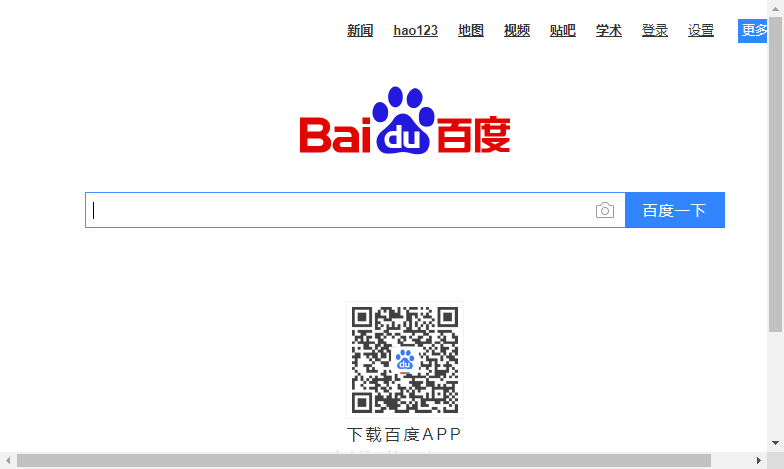 新闻 hao123 地图 视频 贴吧 学术 登录 设置 更多
Bai du 百度
百度一下
du
下载百度APP